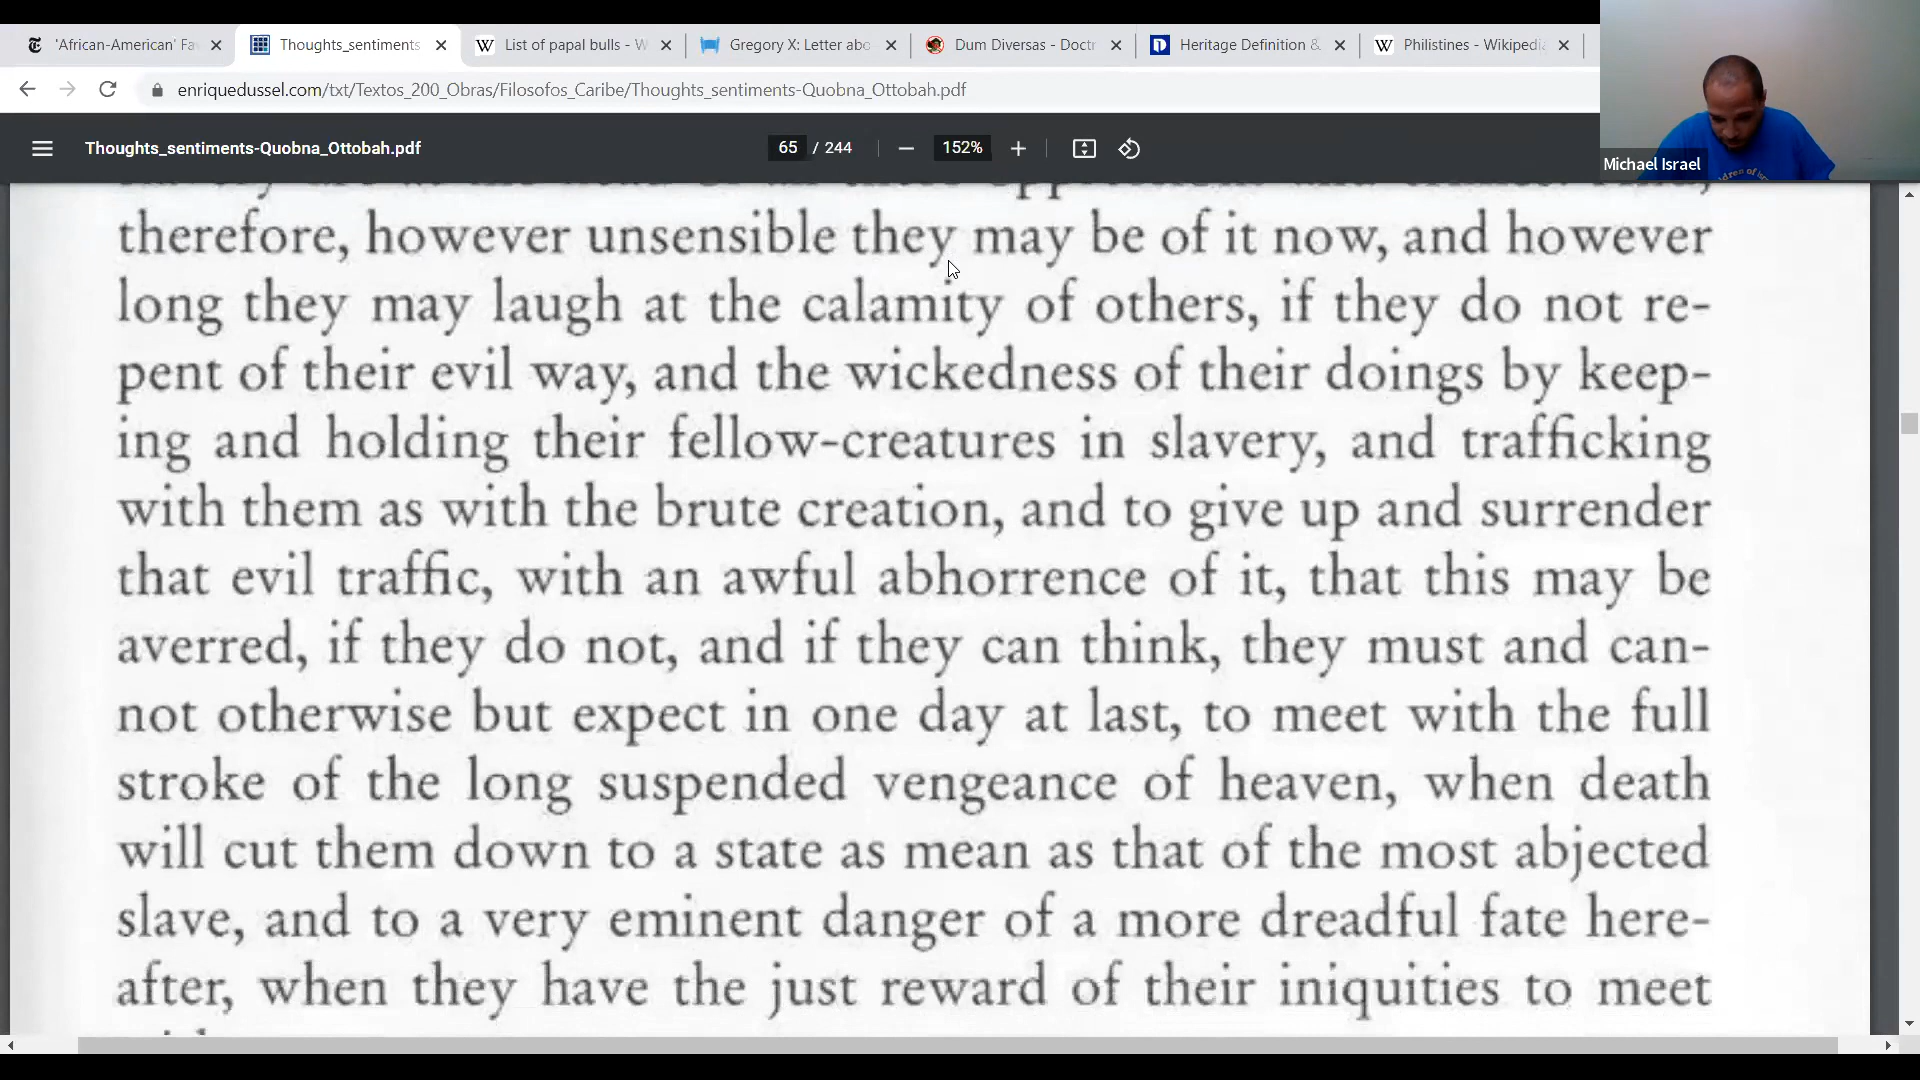 'African-American' Fa
Thoughts_sentiments
List of papal bulls - W
Gregory X: Letter abo
Dum Diversas - Doctr
Heritage Definition &
Philistines - Wikipedia
enriquedussel.com/txt/Textos_200_Obras/Filosofos_Caribe/Thoughts_sentiments-Quobna_Ottobah.pdf
Thoughts_sentiments-Quobna_Ottobah.pdf
65 / 244
152%
Michael Israel
therefore, however unsensible they may be of it now, and however
long they may laugh at the calamity of others, if they do not re-
pent of their evil way, and the wickedness of their doings by keep-
ing and holding their fellow-creatures in slavery, and trafficking
with them as with the brute creation, and to give up and surrender
that evil traffic, with an awful abhorrence of it, that this may be
averred, if they do not, and if they can think, they must and can-
not otherwise but expect in one day at last, to meet with the full
stroke of the long suspended vengeance of heaven, when death
will cut them down to a state as mean as that of the most abjected
slave, and to a very eminent danger of a more dreadful fate here-
after, when they have the just reward of their iniquities to meet